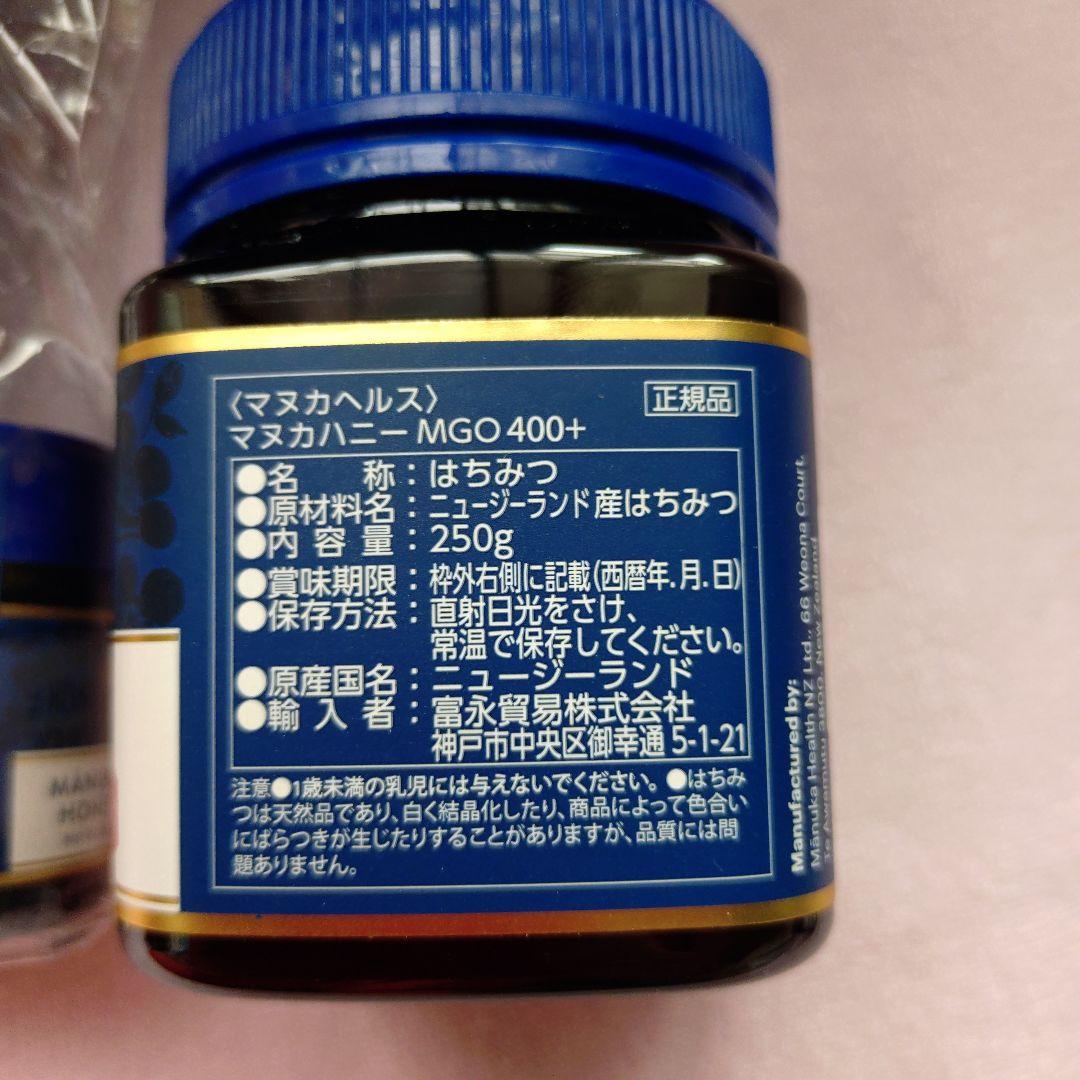 〈マヌカヘルス〉 正規品
マヌカハニー MGO 400+
●名　称：はちみつ
●原材料名：ニュージーランド産はちみつ
●内容量：250g
●賞味期限：枠外右側に記載(西暦年.月.日)
●保存方法：直射日光をさけ、
常温で保存してください。
●原産国名：ニュージーランド
●輸入者：富永貿易株式会社
神戸市中央区御幸通 5-1-21
注意●1歳未満の乳児には与えないでください。●はちみ
つは天然品であり、白く結晶化したり、商品によって色合い
にばらつきが生じたりすることがありますが、品質には問
題ありません。
Manufactured by:
Mānuka Health NZ Ltd., 66 Weona Court,
Te Awamutu 3800, New Zealand